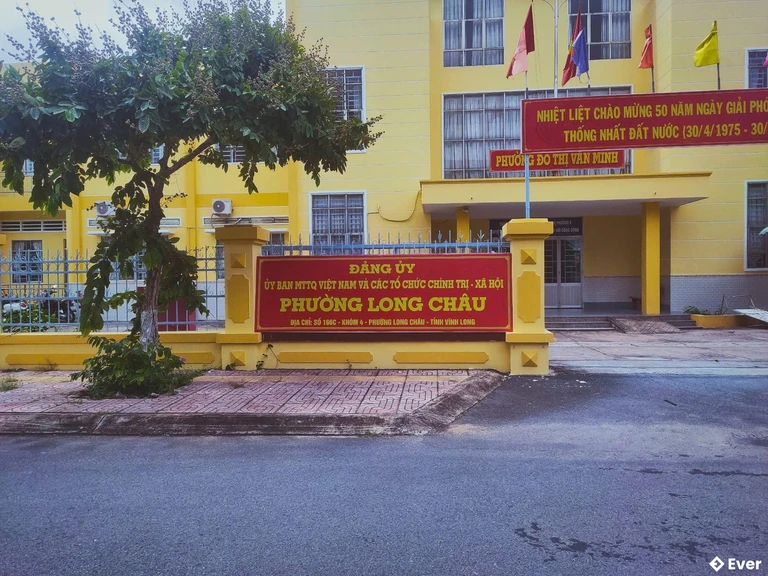 NHIỆT LIỆT CHÀO MỪNG 50 NĂM NGÀY GIẢI
THỐNG NHẤT ĐẤT NƯỚC (30/4/1975 - 30/
PHƯỜNG ĐÔ THỊ VĂN MINH
ĐẢNG ỦY
ỦY BAN MTTQ VIỆT NAM VÀ CÁC TỔ CHỨC CHÍNH TRỊ - XÃ HỘI
PHƯỜNG LONG CHÂU
ĐỊA CHỈ: SỐ 166C - KHÓM 4 - PHƯỜNG LONG CHÂU - TỈNH VĨNH LONG
Ever